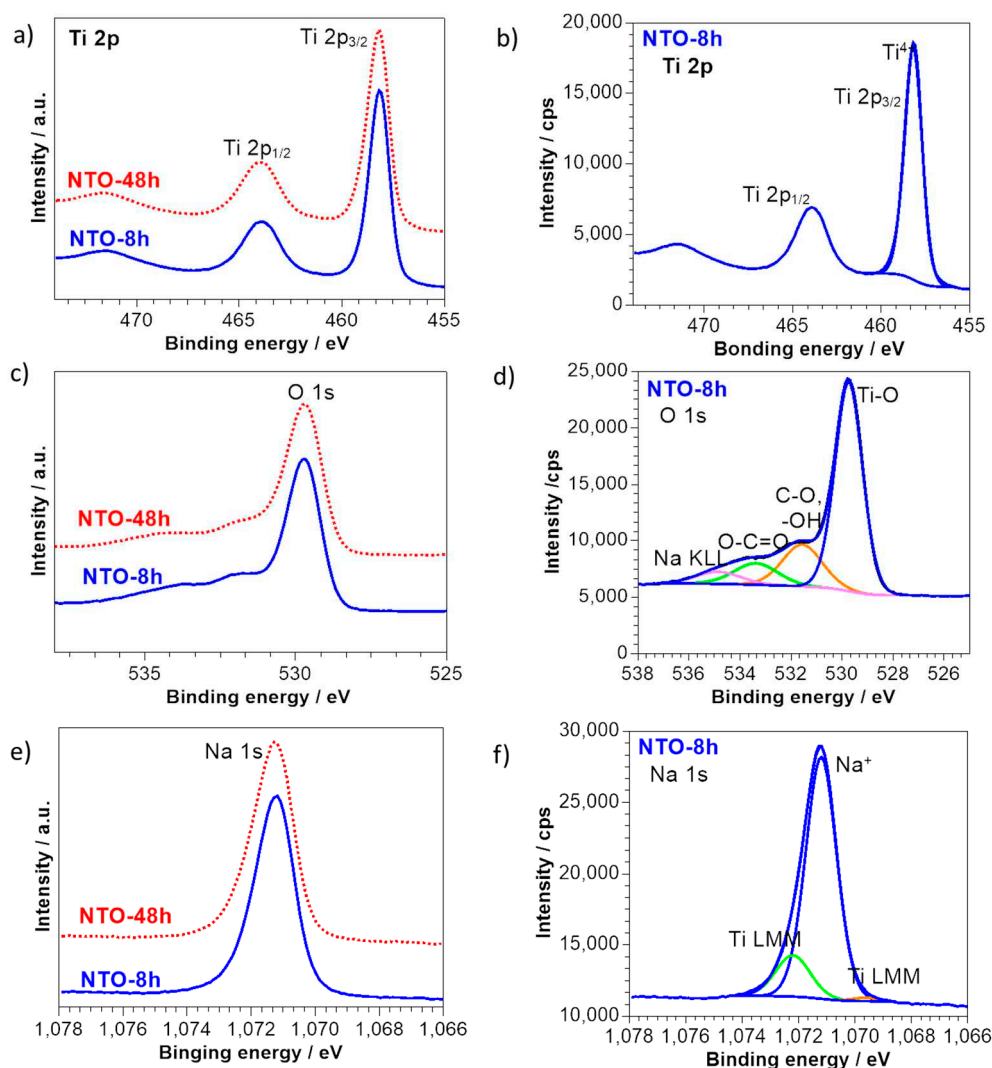 a)
Ti 2p
Ti 2p3/2
Ti 2p1/2
NTO-48h
NTO-8h
Intensity / a.u.
470
465
460
455
Binding energy / eV
b)
NTO-8h
Ti 2p
Ti4+
Ti 2p3/2
Ti 2p1/2
Intensity / cps
20,000
15,000
10,000
5,000
0
470
465
460
455
Bonding energy / eV
c)
O 1s
NTO-48h
NTO-8h
Intensity / a.u.
535
530
525
Binding energy / eV
d)
NTO-8h
O 1s
Ti-O
C-O,
-OH
O-C=O
Na KLL
Intensity /cps
25,000
20,000
15,000
10,000
5,000
0
538
536
534
532
530
528
526
Binding energy / eV
e)
Na 1s
NTO-48h
NTO-8h
Intensity / a.u.
1,078
1,076
1,074
1,072
1,070
1,068
1,066
Binging energy / eV
f)
NTO-8h
Na 1s
Na+
Ti LMM
Ti LMM
Intensity / cps
30,000
25,000
20,000
15,000
10,000
1,078
1,076
1,074
1,072
1,070
1,068
1,066
Binding energy / eV